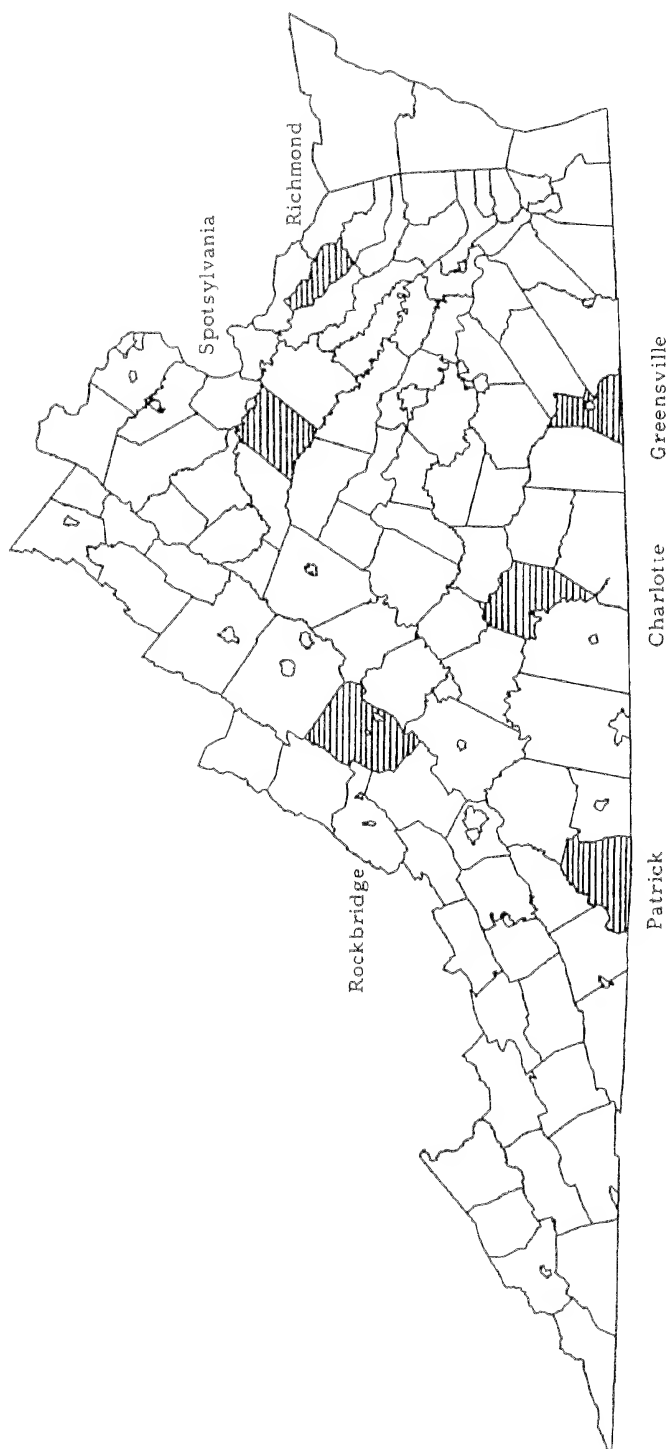 Richmond
Spotsylvania
Rockbridge
Greensville
Charlotte
Patrick